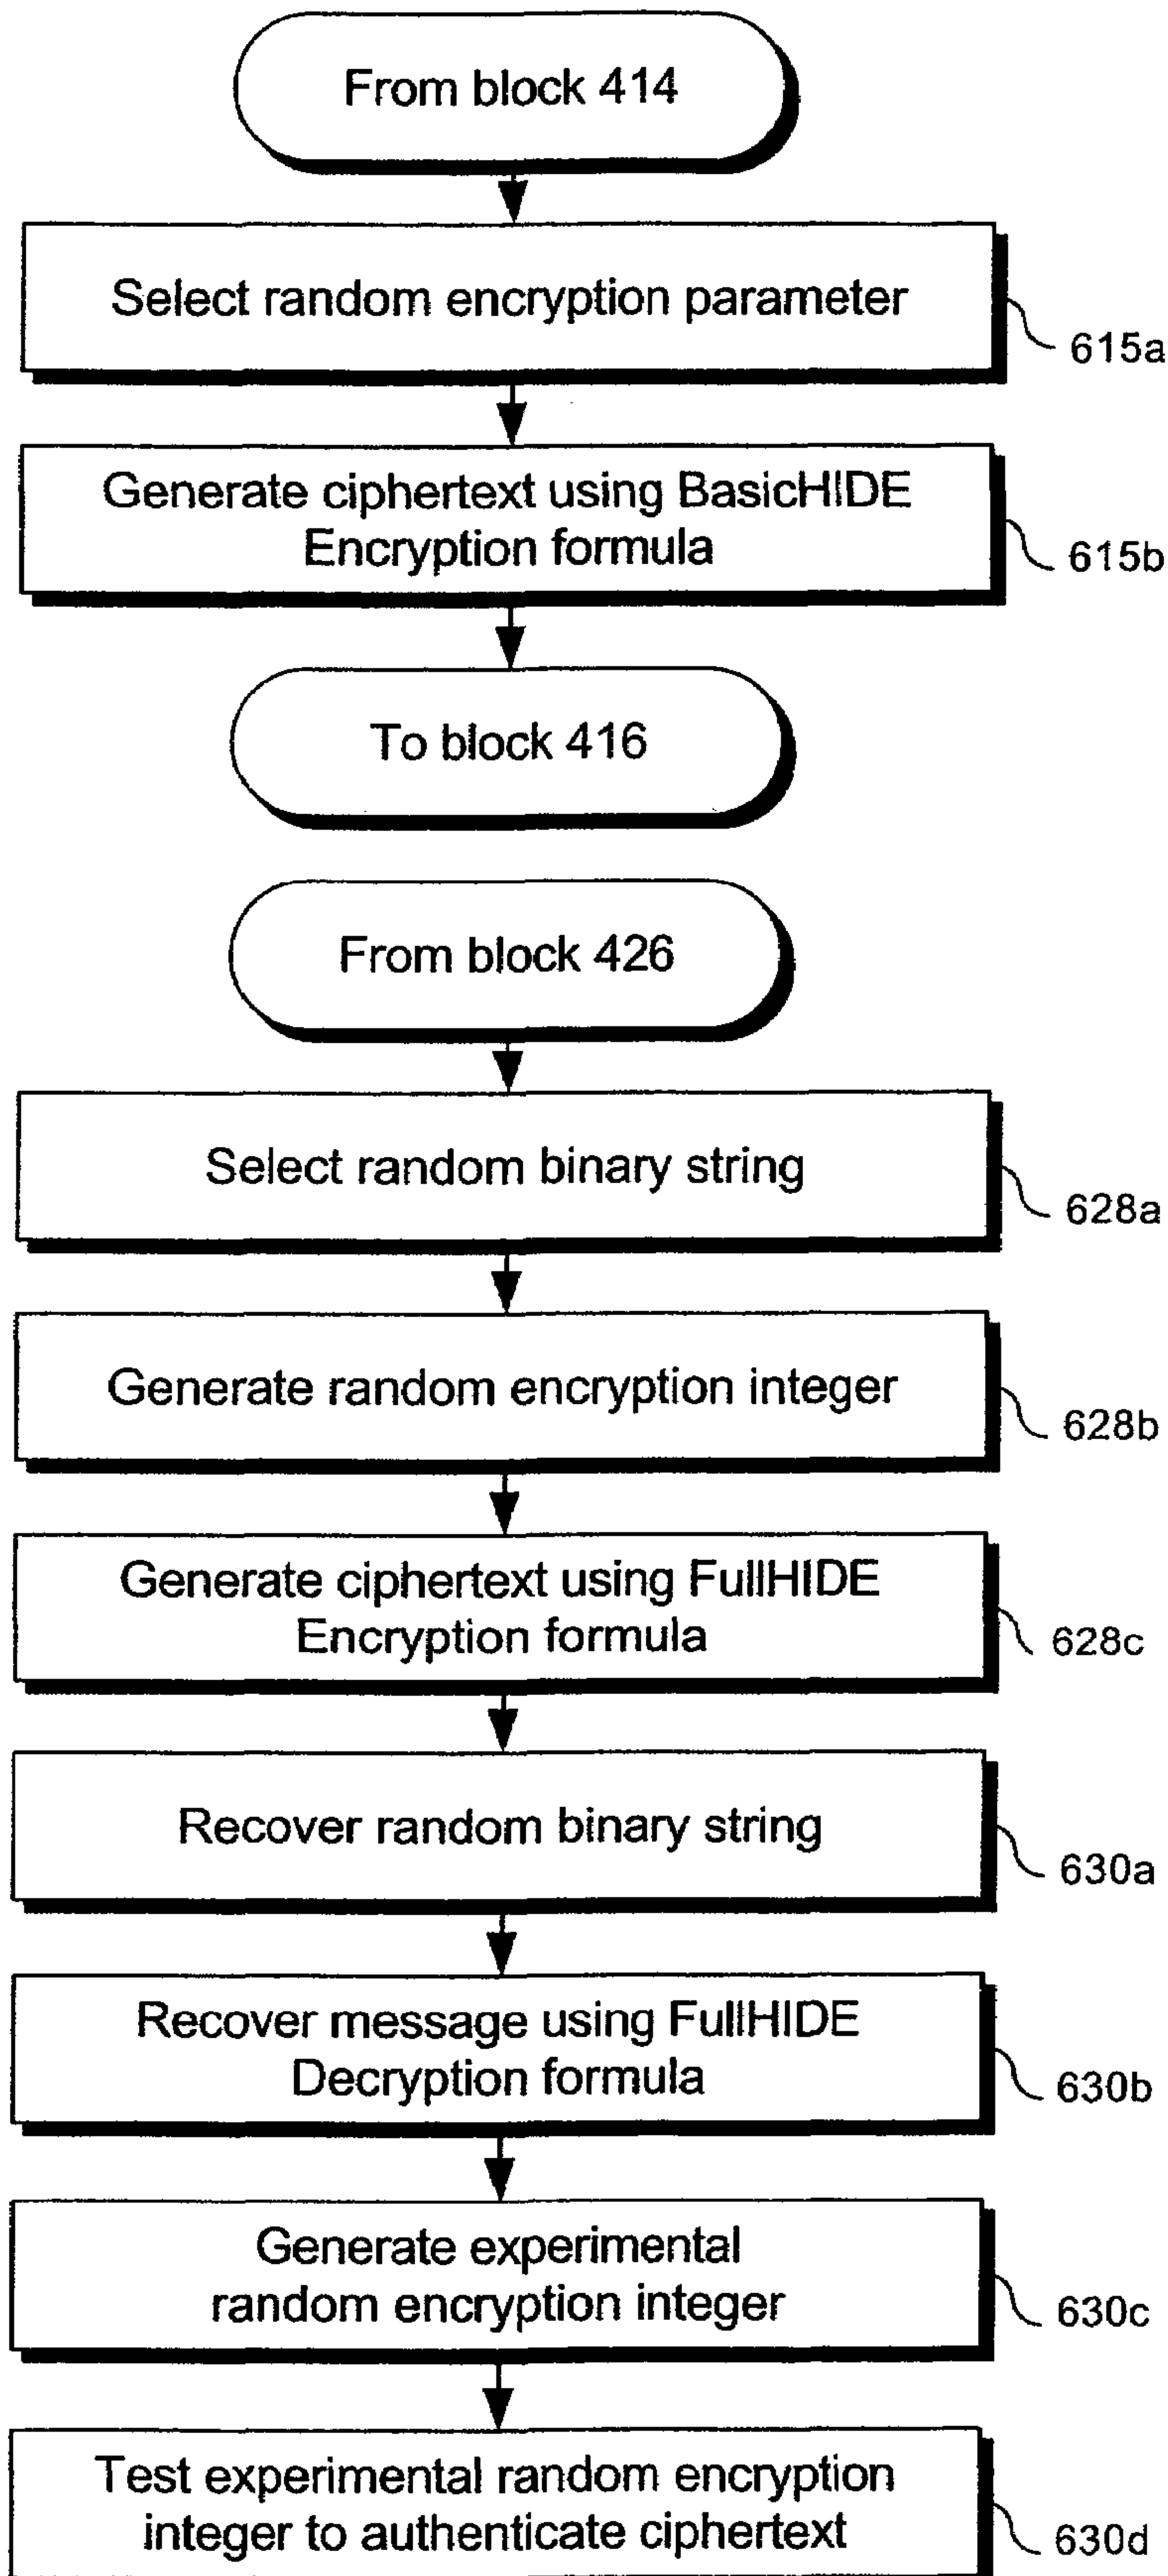 From block 414
Select random encryption parameter
615a
Generate ciphertext using BasicHIDE
Encryption formula
615b
To block 416
From block 426
Select random binary string
628a
Generate random encryption integer
628b
Generate ciphertext using FullHIDE
Encryption formula
628c
Recover random binary string
630a
Recover message using FullHIDE
Decryption formula
630b
Generate experimental
random encryption integer
630c
Test experimental random encryption
integer to authenticate ciphertext
630d